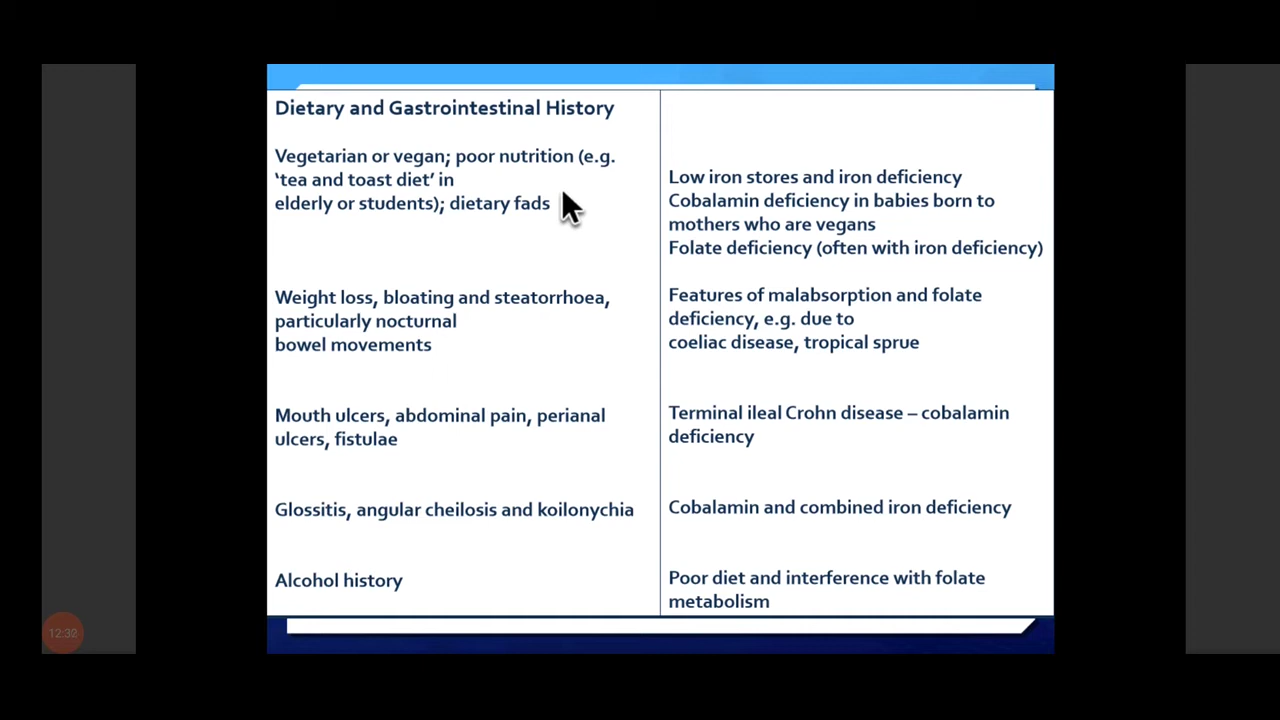 Dietary and Gastrointestinal History
Vegetarian or vegan; poor nutrition (e.g.
‘tea and toast diet’ in
elderly or students); dietary fads
Low iron stores and iron deficiency
Cobalamin deficiency in babies born to
mothers who are vegans
Folate deficiency (often with iron deficiency)
Weight loss, bloating and steatorrhoea,
particularly nocturnal
bowel movements
Features of malabsorption and folate
deficiency, e.g. due to
coeliac disease, tropical sprue
Mouth ulcers, abdominal pain, perianal
ulcers, fistulae
Terminal ileal Crohn disease – cobalamin
deficiency
Glossitis, angular cheilosis and koilonychia
Cobalamin and combined iron deficiency
Alcohol history
Poor diet and interference with folate
metabolism
12:32